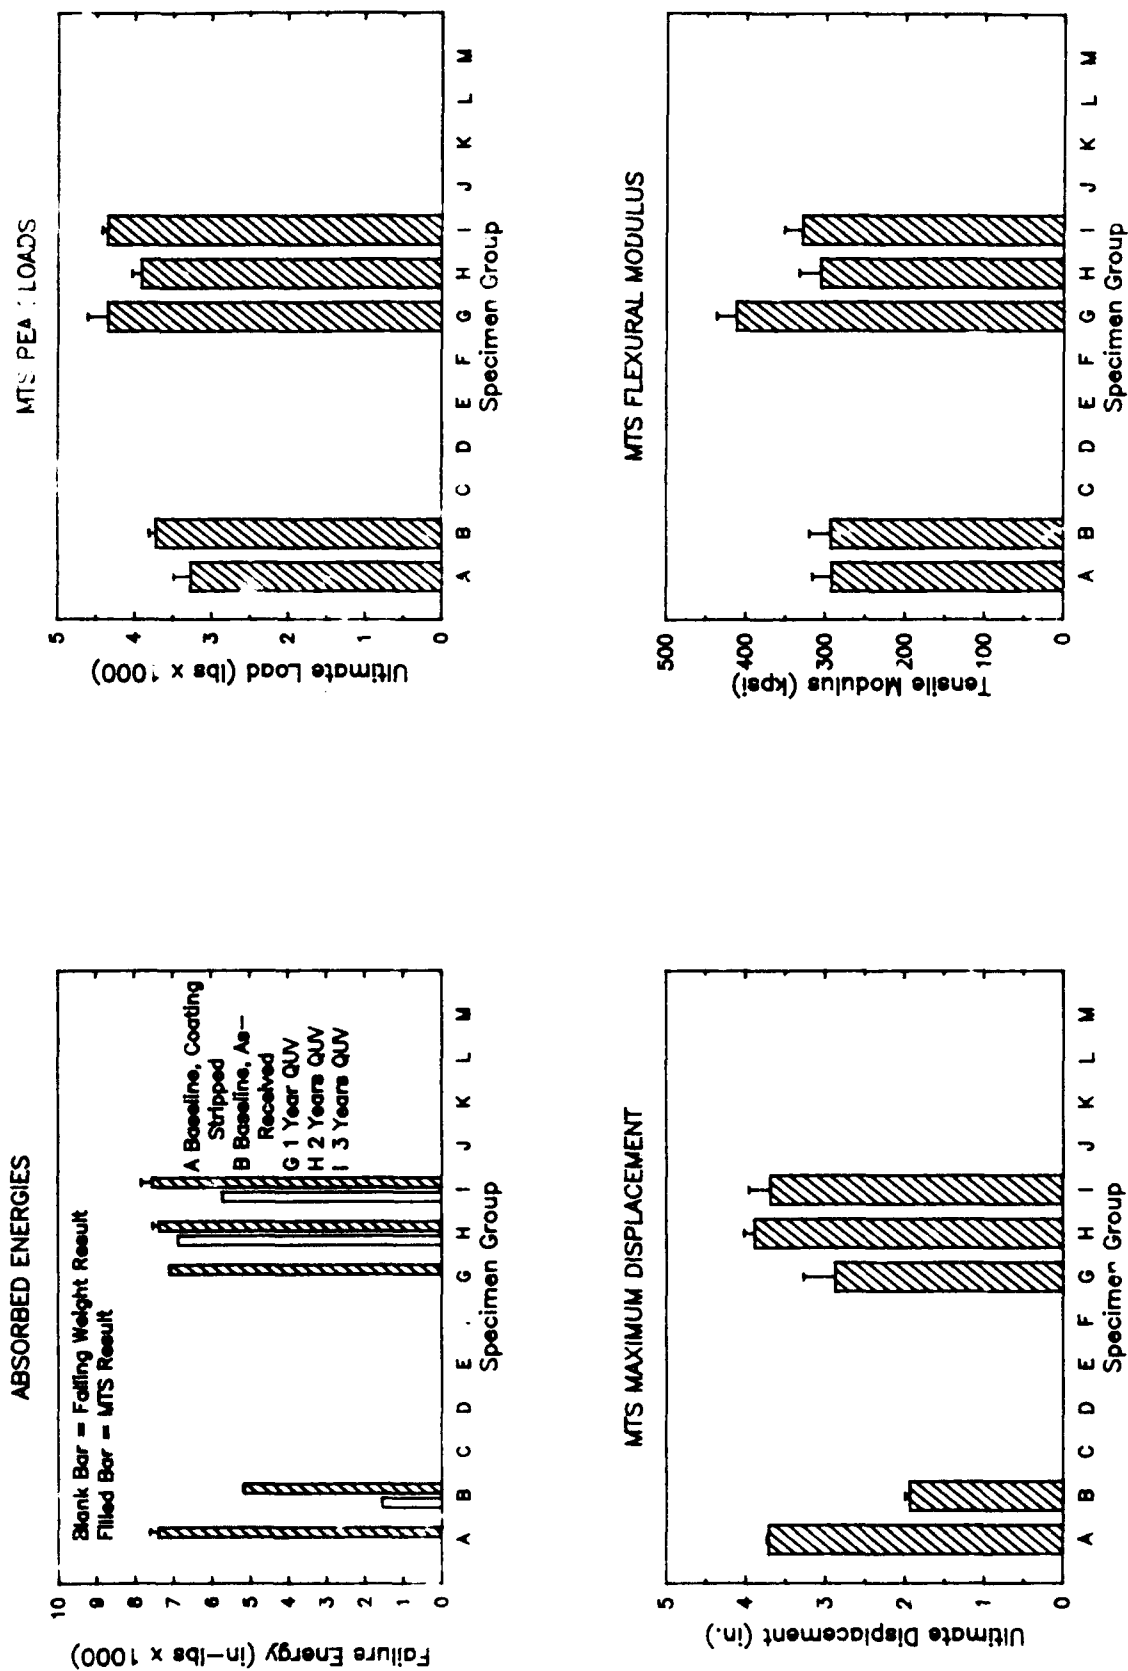 ABSORBED ENERGIES
Blank Bar = Falling Weight Result
Filled Bar = MTS Result
A Baseline, Coating
Stripped
B Baseline, As-
Received
G 1 Year QUV
H 2 Years QUV
I 3 Years QUV
Failure Energy (in-lbs x 1000)
10
9
8
7
6
5
4
3
2
1
0
A B C D E G H I J K L M
Specimen Group
MTS LOADS
Ultimate Load (lbs x 1000)
5
4
3
2
1
0
A B C D E F G H I J K L M
Specimen Group
MTS MAXIMUM DISPLACEMENT
Ultimate Displacement (in.)
5
4
3
2
1
0
A B C D E F G H I J K L M
Specimen Group
MTS FLEXURAL MODULUS
Tensile Modulus (kpsi)
500
400
300
200
100
0
A B C D E F G H I J K L M
Specimen Group